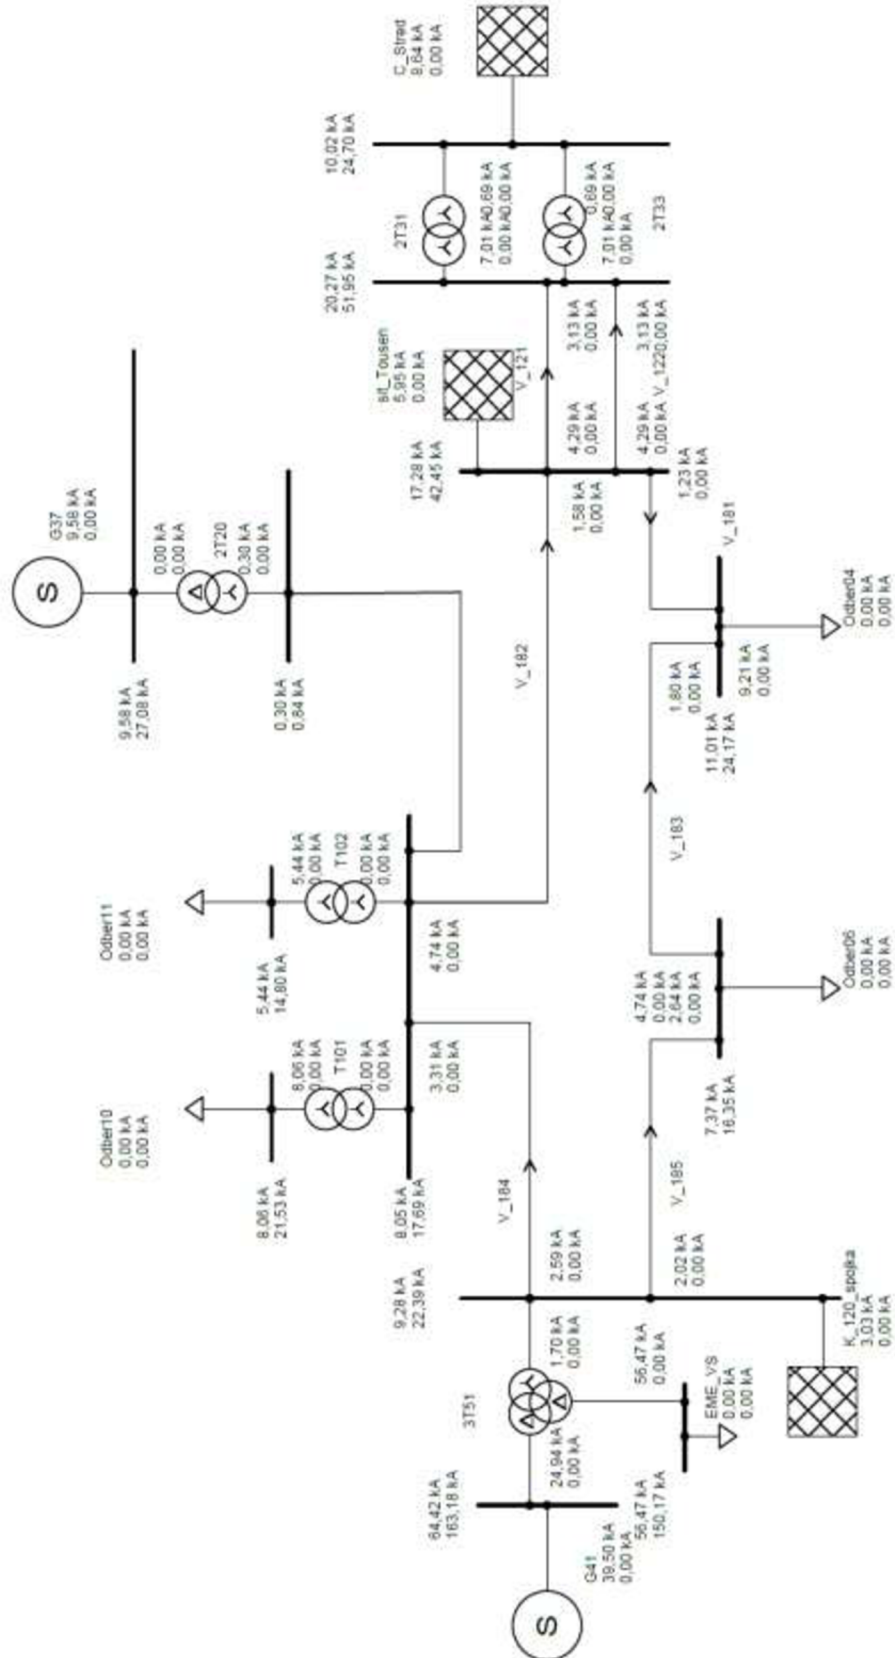 S
G37
9,58 kA
0,00 kA
9,58 kA
27,08 kA
0,00 kA
0,00 kA
2T20
0,30 kA
0,00 kA
0,30 kA
0,84 kA
Odber10
0,00 kA
0,00 kA
Odber11
0,00 kA
0,00 kA
8,06 kA
21,53 kA
8,06 kA
0,00 kA
T101
0,00 kA
0,00 kA
5,44 kA
14,80 kA
5,44 kA
0,00 kA
T102
0,00 kA
0,00 kA
8,05 kA
17,69 kA
3,31 kA
0,00 kA
4,74 kA
0,00 kA
9,28 kA
22,39 kA
V_184
2,59 kA
0,00 kA
V_182
1,58 kA
0,00 kA
17,28 kA
42,45 kA
5,95 kA
0,00 kA
V_121
20,27 kA
51,95 kA
10,02 kA
24,70 kA
C_Stred
8,64 kA
0,00 kA
2T31
7,01 kA0,69 kA
0,00 kA0,00 kA
4,29 kA
0,00 kA
3,13 kA
0,00 kA
0,69 kA
7,01 kA0,00 kA
0,00 kA
2T33
4,29 kA
0,00 kA
V_122
3,13 kA
0,00 kA
1,23 kA
0,00 kA
V_181
64,42 kA
163,18 kA
3T51
24,94 kA
0,00 kA
1,70 kA
0,00 kA
S
G41
39,50 kA
0,00 kA
56,47 kA
150,17 kA
56,47 kA
0,00 kA
EME_VS
0,00 kA
0,00 kA
2,02 kA
0,00 kA
V_185
K_120_spojka
3,03 kA
0,00 kA
7,37 kA
16,35 kA
4,74 kA
0,00 kA
2,64 kA
0,00 kA
V_183
Odber06
0,00 kA
0,00 kA
1,80 kA
0,00 kA
11,01 kA
24,17 kA
9,21 kA
0,00 kA
Odber04
0,00 kA
0,00 kA